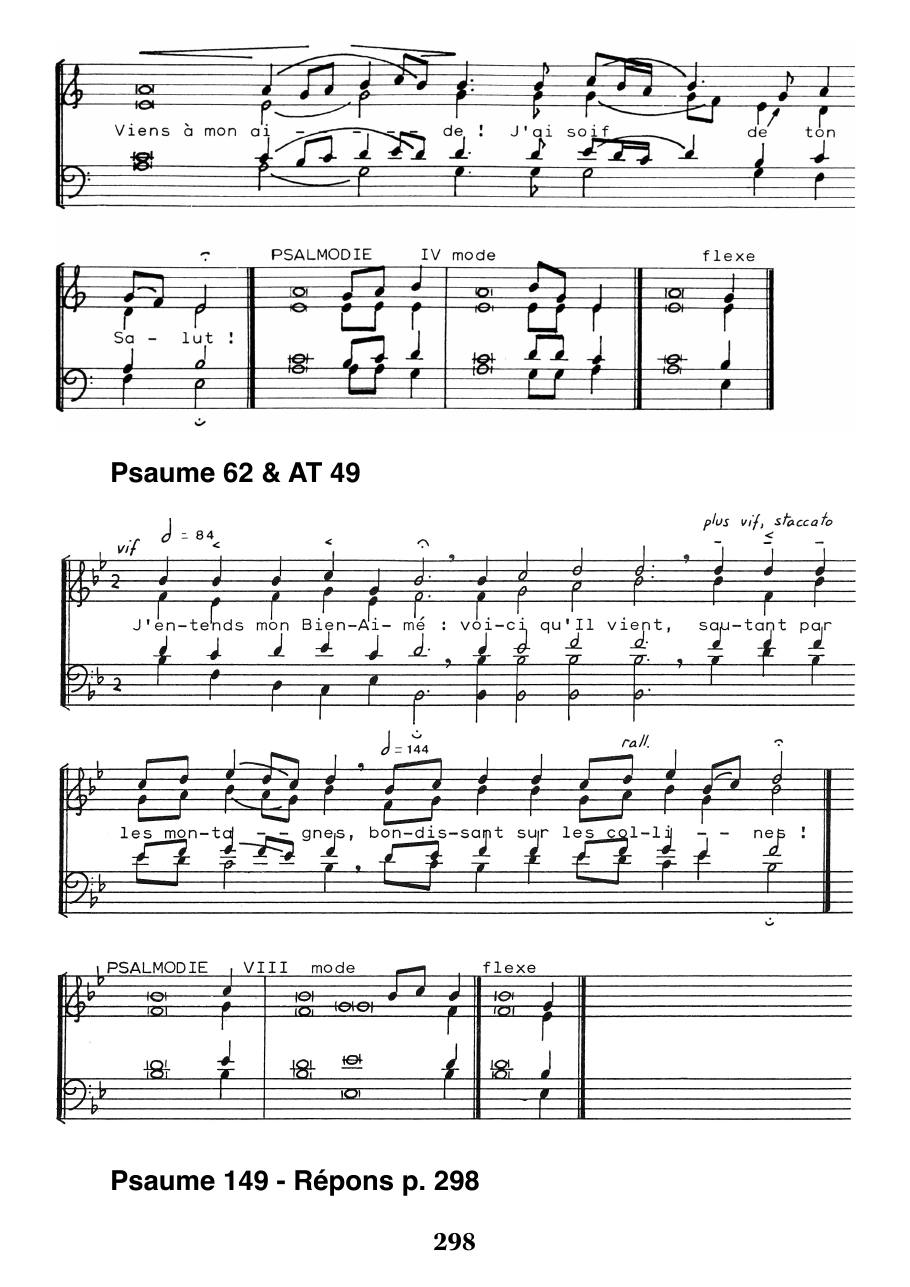 Viens à mon ai - - - - - - de ! J'ai soif de ton
PSALMODIE IV mode flexe
Sa - lut !
Psaume 62 & AT 49
plus vif, staccato
vif = 84
2
J'en-tends mon Bien-Ai- mé : voi-ci qu'Il vient, sau-tant par
2
= 144 rall.
les mon-ta - - gnes, bon-dis-sant sur les col-li - - nes !
PSALMODIE VIII mode flexe
Psaume 149 - Répons p. 298
298